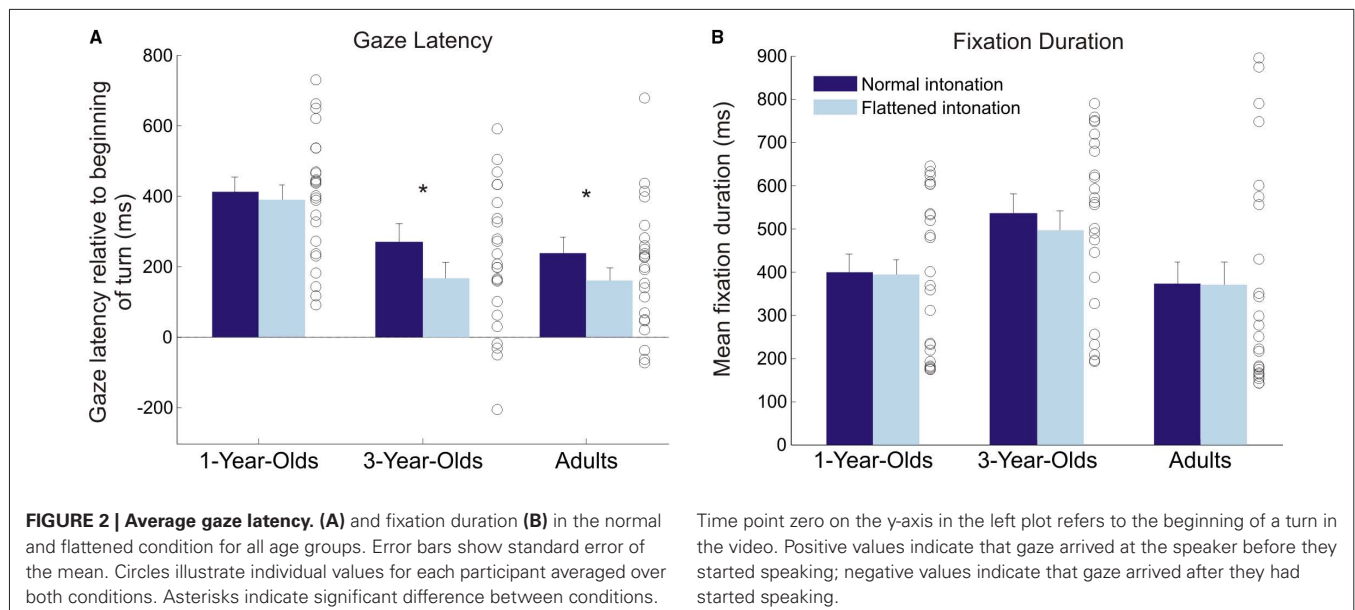 A
Gaze Latency
800
600
400
200
0
-200
Gaze latency relative to beginning
of turn (ms)
*
*
1-Year-Olds
3-Year-Olds
Adults
B
Fixation Duration
900
800
700
600
500
400
300
200
100
0
Mean fixation duration (ms)
Normal intonation
Flattened intonation
1-Year-Olds
3-Year-Olds
Adults
FIGURE 2 | Average gaze latency. (A) and fixation duration (B) in the normal
and flattened condition for all age groups. Error bars show standard error of
the mean. Circles illustrate individual values for each participant averaged over
both conditions. Asterisks indicate significant difference between conditions.
Time point zero on the y-axis in the left plot refers to the beginning of a turn in
the video. Positive values indicate that gaze arrived at the speaker before they
started speaking; negative values indicate that gaze arrived after they had
started speaking.